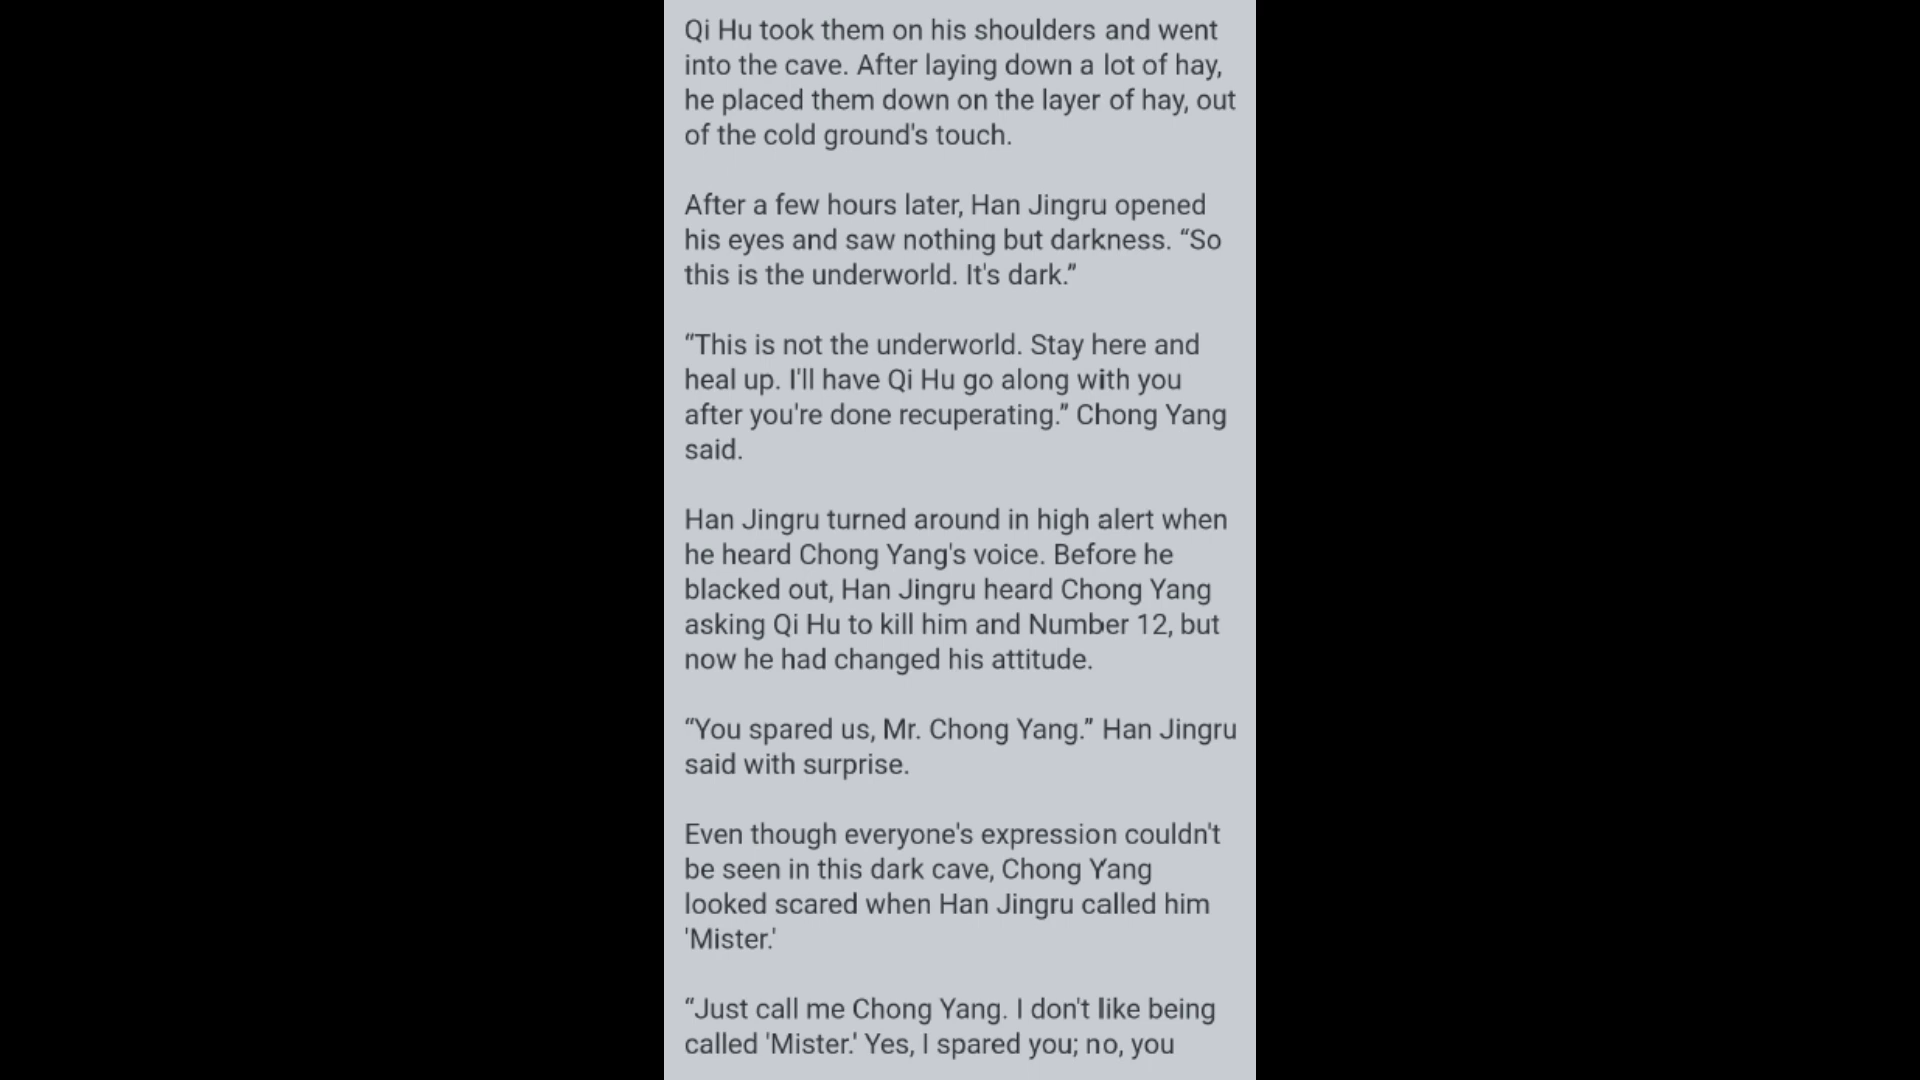 Qi Hu took them on his shoulders and went
into the cave. After laying down a lot of hay,
he placed them down on the layer of hay, out
of the cold ground's touch.
After a few hours later, Han Jingru opened
his eyes and saw nothing but darkness. “So
this is the underworld. It's dark.”
“This is not the underworld. Stay here and
heal up. I'll have Qi Hu go along with you
after you're done recuperating.” Chong Yang
said.
Han Jingru turned around in high alert when
he heard Chong Yang's voice. Before he
blacked out, Han Jingru heard Chong Yang
asking Qi Hu to kill him and Number 12, but
now he had changed his attitude.
“You spared us, Mr. Chong Yang.” Han Jingru
said with surprise.
Even though everyone's expression couldn't
be seen in this dark cave, Chong Yang
looked scared when Han Jingru called him
'Mister.'
“Just call me Chong Yang. I don't like being
called 'Mister.' Yes, I spared you; no, you